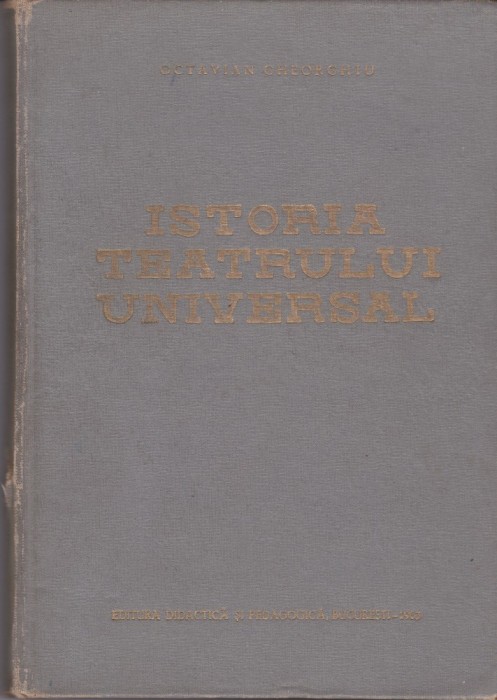 OCTAVIAN GHEORGHIU
ISTORIA
TEATRULUI
UNIVERSAL
EDITURA DIDACTICĂ ȘI PEDAGOGICĂ, BUCUREȘTI